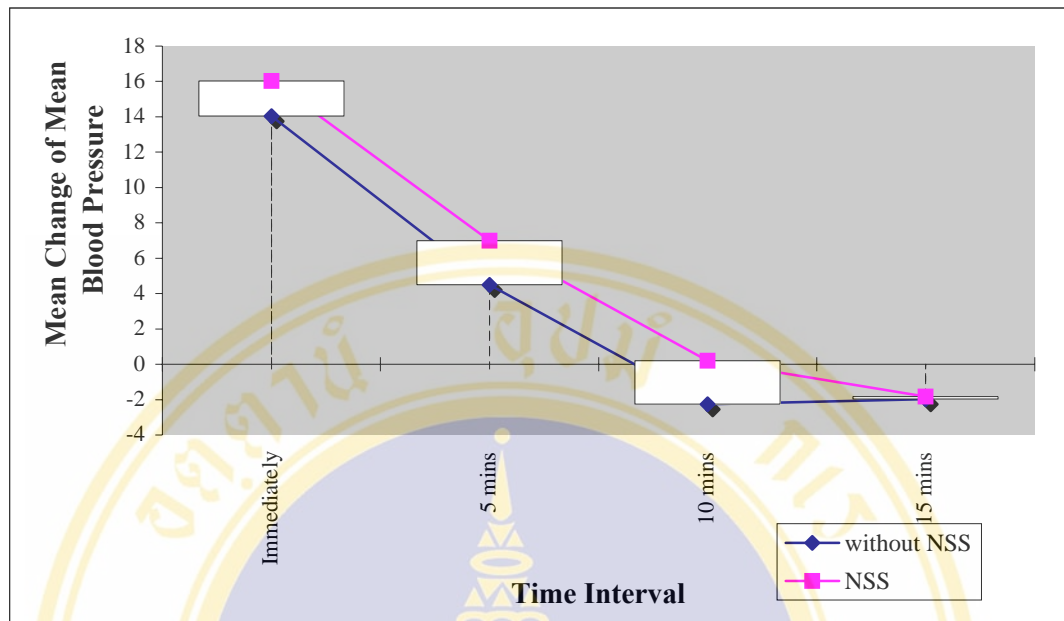 Mean Change of Mean
Blood Pressure
18
16
14
12
10
8
6
4
2
0
-2
-4
Immediately
5 mins
10 mins
15 mins
Time Interval
without NSS
NSS